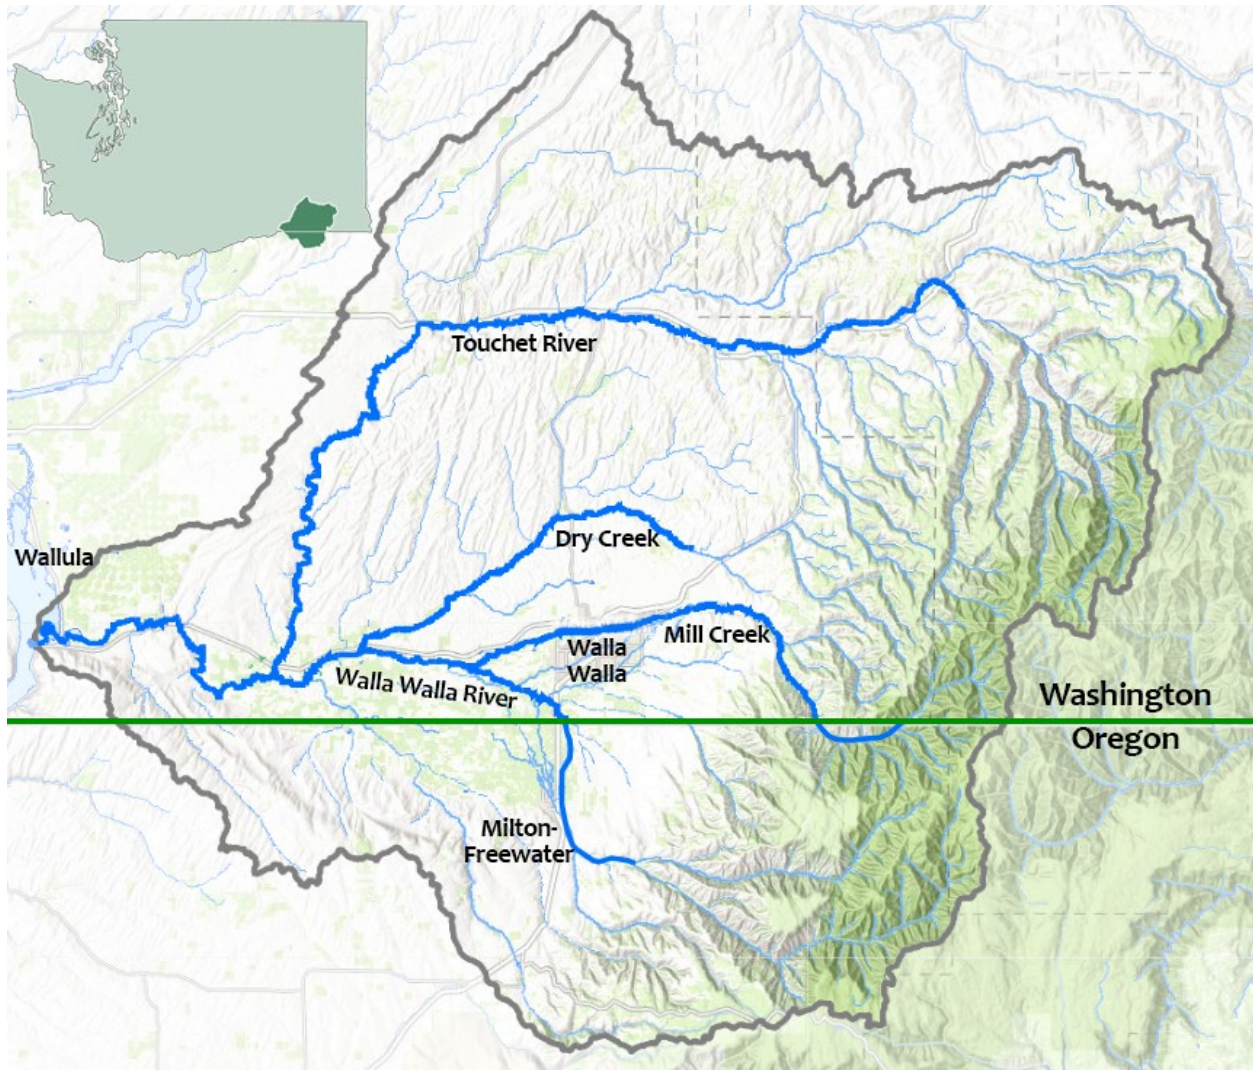 Touchet River
Dry Creek
Wallula
Mill Creek
Walla
Walla
Walla Walla River
Washington
Oregon
Milton-
Freewater